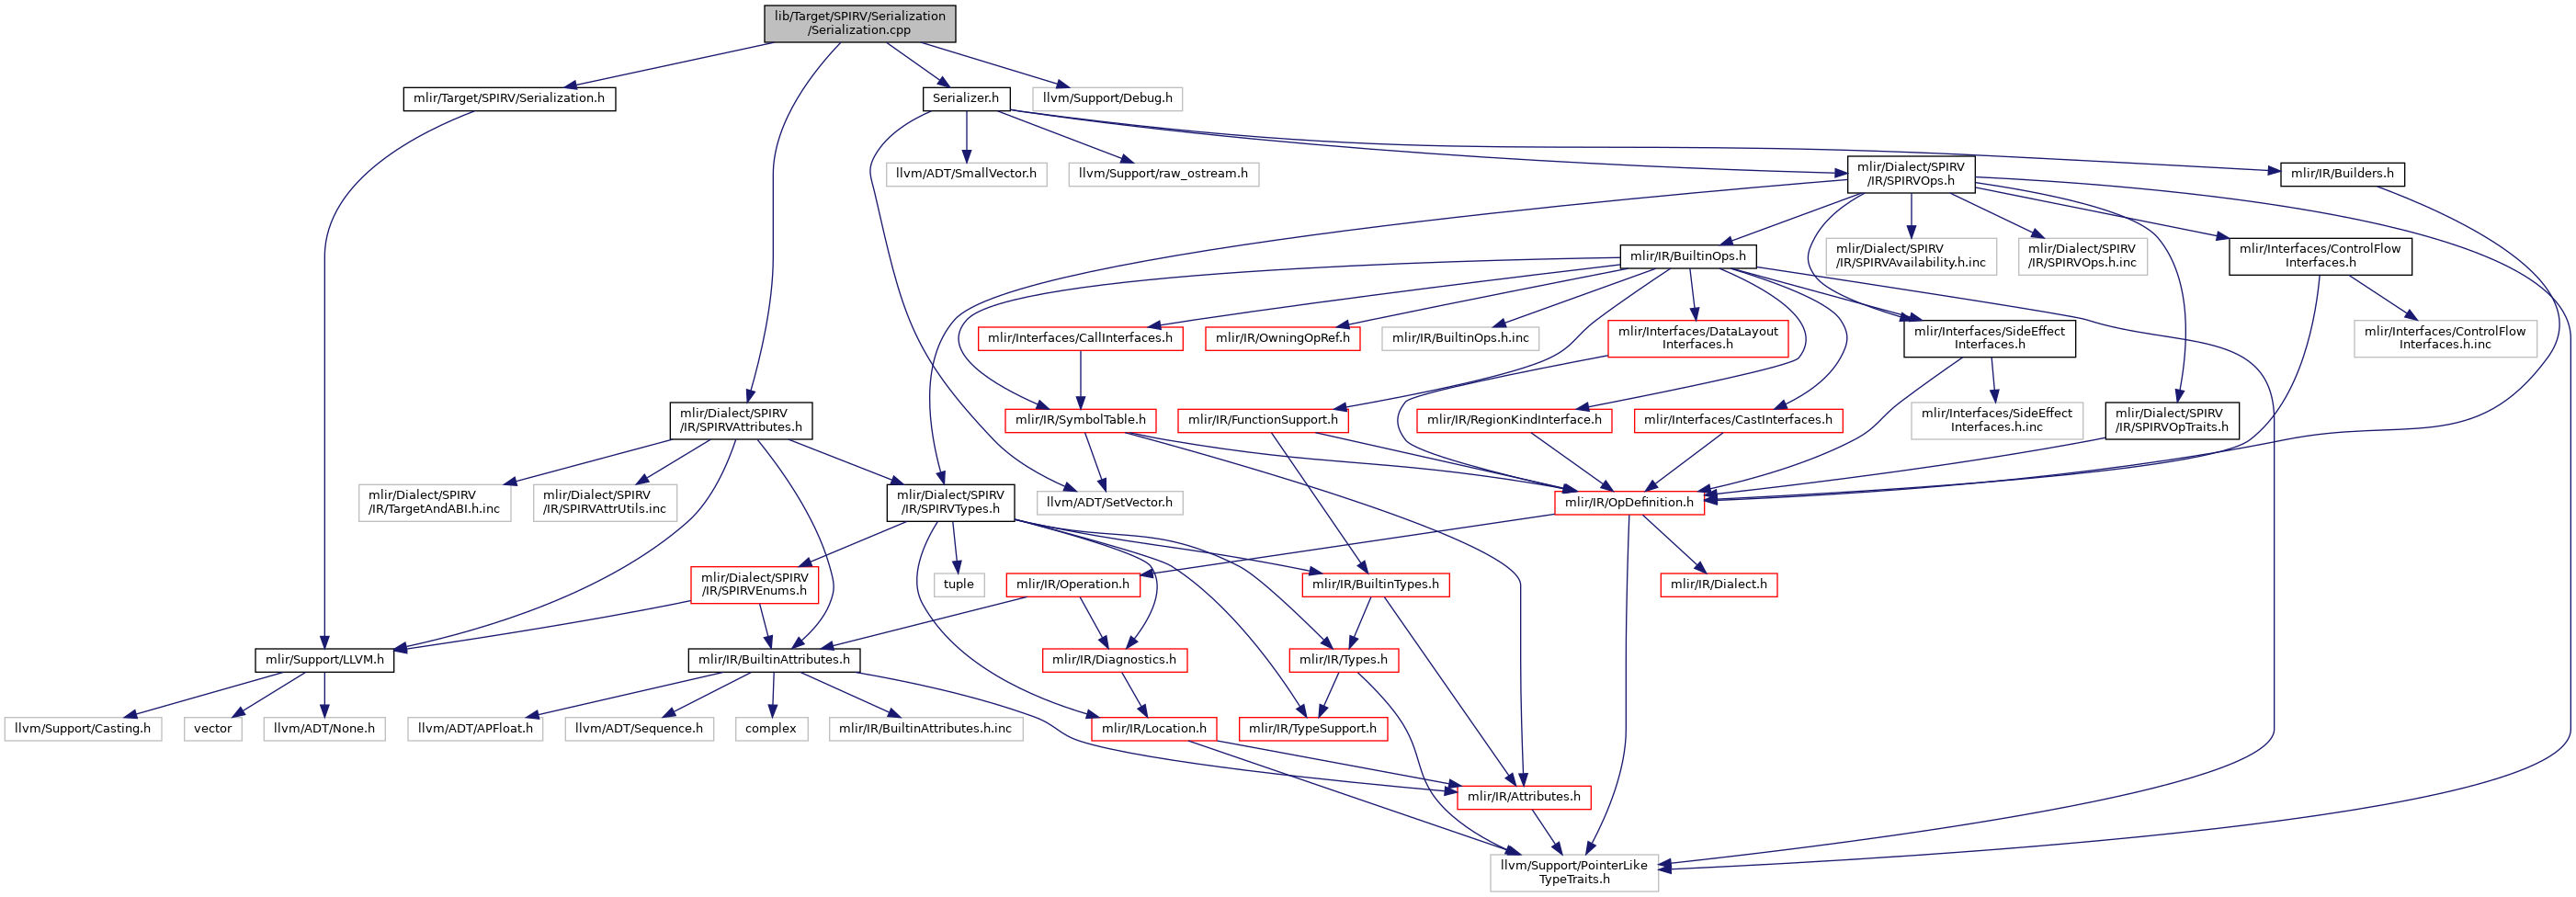 lib/Target/SPIRV/Serialization
/Serialization.cpp
mlir/Target/SPIRV/Serialization.h
Serializer.h
llvm/Support/Debug.h
llvm/ADT/SmallVector.h
llvm/Support/raw_ostream.h
mlir/Dialect/SPIRV
/IR/SPIRVOps.h
mlir/IR/Builders.h
mlir/IR/BuiltinOps.h
mlir/Dialect/SPIRV
/IR/SPIRVAvailability.h.inc
mlir/Dialect/SPIRV
/IR/SPIRVOps.h.inc
mlir/Interfaces/ControlFlow
Interfaces.h
mlir/Interfaces/CallInterfaces.h
mlir/IR/OwningOpRef.h
mlir/IR/BuiltinOps.h.inc
mlir/Interfaces/DataLayout
Interfaces.h
mlir/Interfaces/SideEffect
Interfaces.h
mlir/Interfaces/ControlFlow
Interfaces.h.inc
mlir/Dialect/SPIRV
/IR/SPIRVAttributes.h
mlir/IR/SymbolTable.h
mlir/IR/FunctionSupport.h
mlir/IR/RegionKindInterface.h
mlir/Interfaces/CastInterfaces.h
mlir/Interfaces/SideEffect
Interfaces.h.inc
mlir/Dialect/SPIRV
/IR/SPIRVOpTraits.h
mlir/Dialect/SPIRV
/IR/TargetAndABI.h.inc
mlir/Dialect/SPIRV
/IR/SPIRVAttrUtils.inc
mlir/Dialect/SPIRV
/IR/SPIRVTypes.h
llvm/ADT/SetVector.h
mlir/IR/OpDefinition.h
mlir/Dialect/SPIRV
/IR/SPIRVEnums.h
tuple
mlir/IR/Operation.h
mlir/IR/BuiltinTypes.h
mlir/IR/Dialect.h
mlir/Support/LLVM.h
mlir/IR/BuiltinAttributes.h
mlir/IR/Diagnostics.h
mlir/IR/Types.h
llvm/Support/Casting.h
vector
llvm/ADT/None.h
llvm/ADT/APFloat.h
llvm/ADT/Sequence.h
complex
mlir/IR/BuiltinAttributes.h.inc
mlir/IR/Location.h
mlir/IR/TypeSupport.h
mlir/IR/Attributes.h
llvm/Support/PointerLike
TypeTraits.h